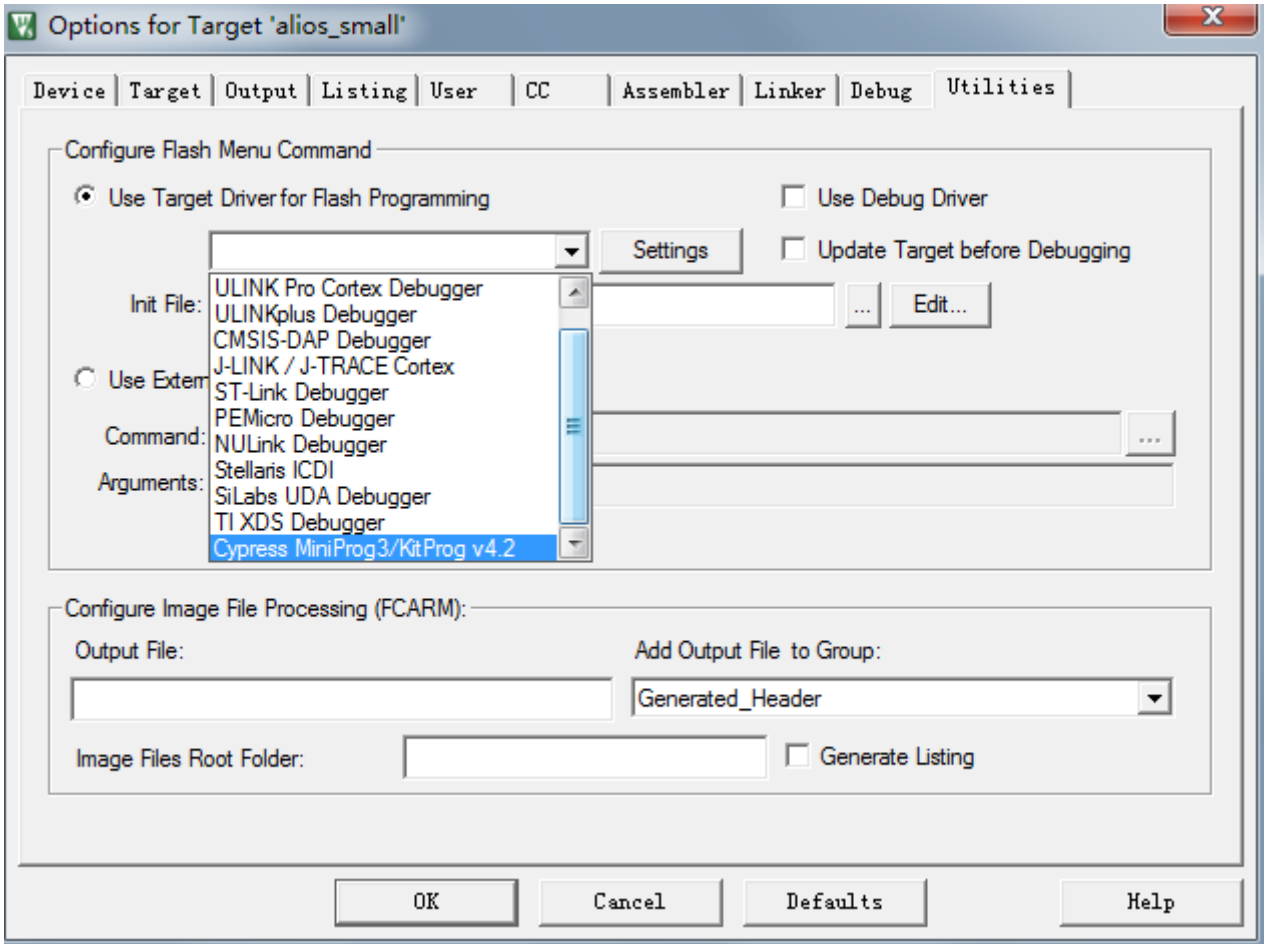 Options for Target 'alios_small'
Device Target Output Listing User CC Assembler Linker Debug Utilities
Configure Flash Menu Command
Use Target Driver for Flash Programming Use Debug Driver
Settings Update Target before Debugging
ULINK Pro Cortex Debugger
Init File: ... Edit...
ULINKplus Debugger
CMSIS-DAP Debugger
J-LINK / J-TRACE Cortex
Use Extern
ST-Link Debugger
PEMicro Debugger
Command: ...
NULink Debugger
Stellaris ICDI
Arguments:
SiLabs UDA Debugger
TI XDS Debugger
Cypress MiniProg3/KitProg v4.2
Configure Image File Processing (FCARM):
Output File: Add Output File to Group:
Generated_Header
Image Files Root Folder: Generate Listing
OK Cancel Defaults Help